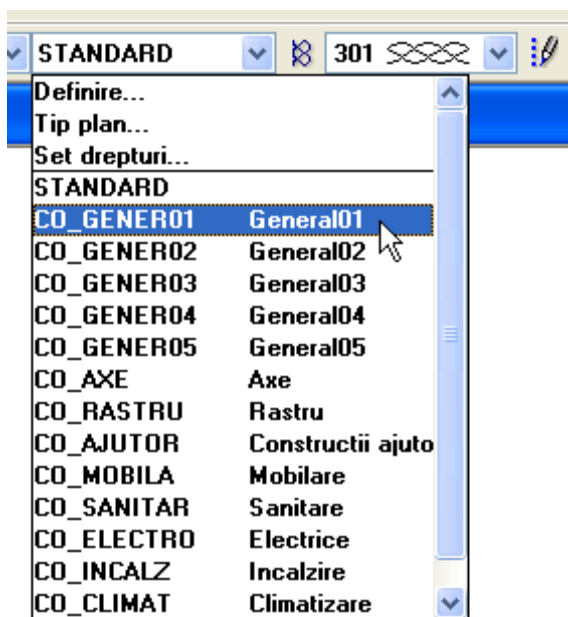 STANDARD 301
Definire...
Tip plan...
Set drepturi...
STANDARD
CO_GENER01 General01
CO_GENER02 General02
CO_GENER03 General03
CO_GENER04 General04
CO_GENER05 General05
CO_AXE Axe
CO_RASTRU Rastru
CO_AJUTOR Constructii ajuto
CO_MOBILA Mobilare
CO_SANITAR Sanitare
CO_ELECTRO Electrice
CO_INCALZ Incalzire
CO_CLIMAT Climatizare